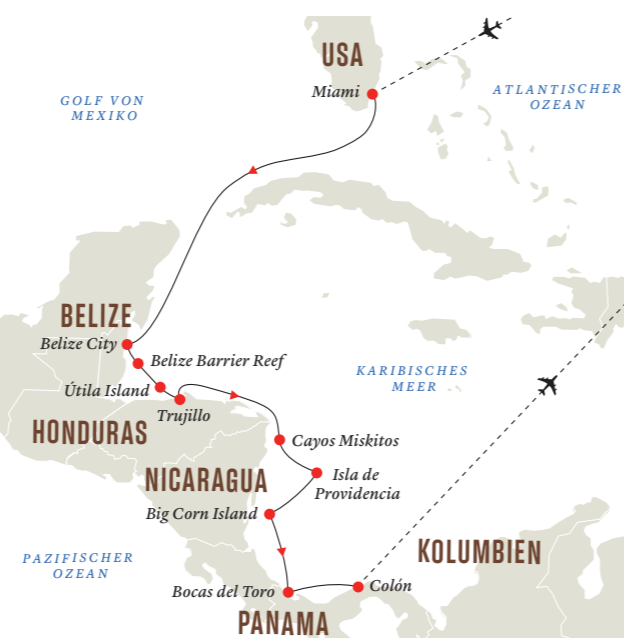 USA
Miami
GOLF VON
MEXIKO
ATLANTISCHER
OZEAN
BELIZE
Belize City
Belize Barrier Reef
KARIBISCHES
MEER
Útila Island
Trujillo
HONDURAS
Cayos Miskitos
NICARAGUA
Isla de
Providencia
Big Corn Island
KOLUMBIEN
PAZIFISCHER
OZEAN
Bocas del Toro
Colón
PANAMA